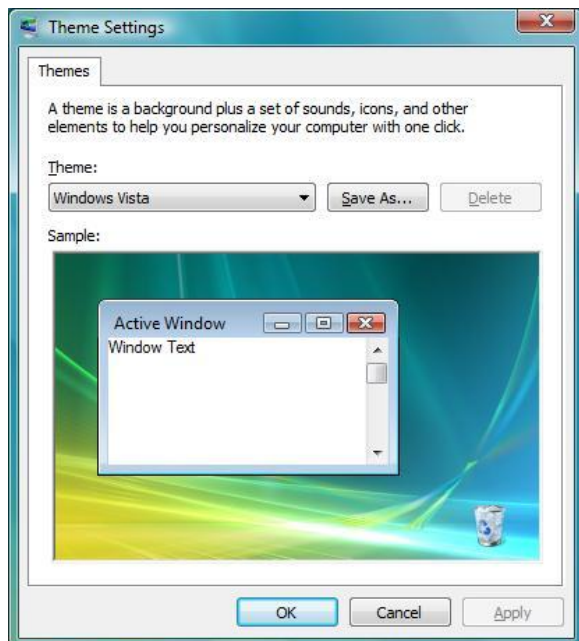 Theme Settings
Themes
A theme is a background plus a set of sounds, icons, and other
elements to help you personalize your computer with one click.
Theme:
Windows Vista
Save As...
Delete
Sample:
Active Window
Window Text
OK
Cancel
Apply